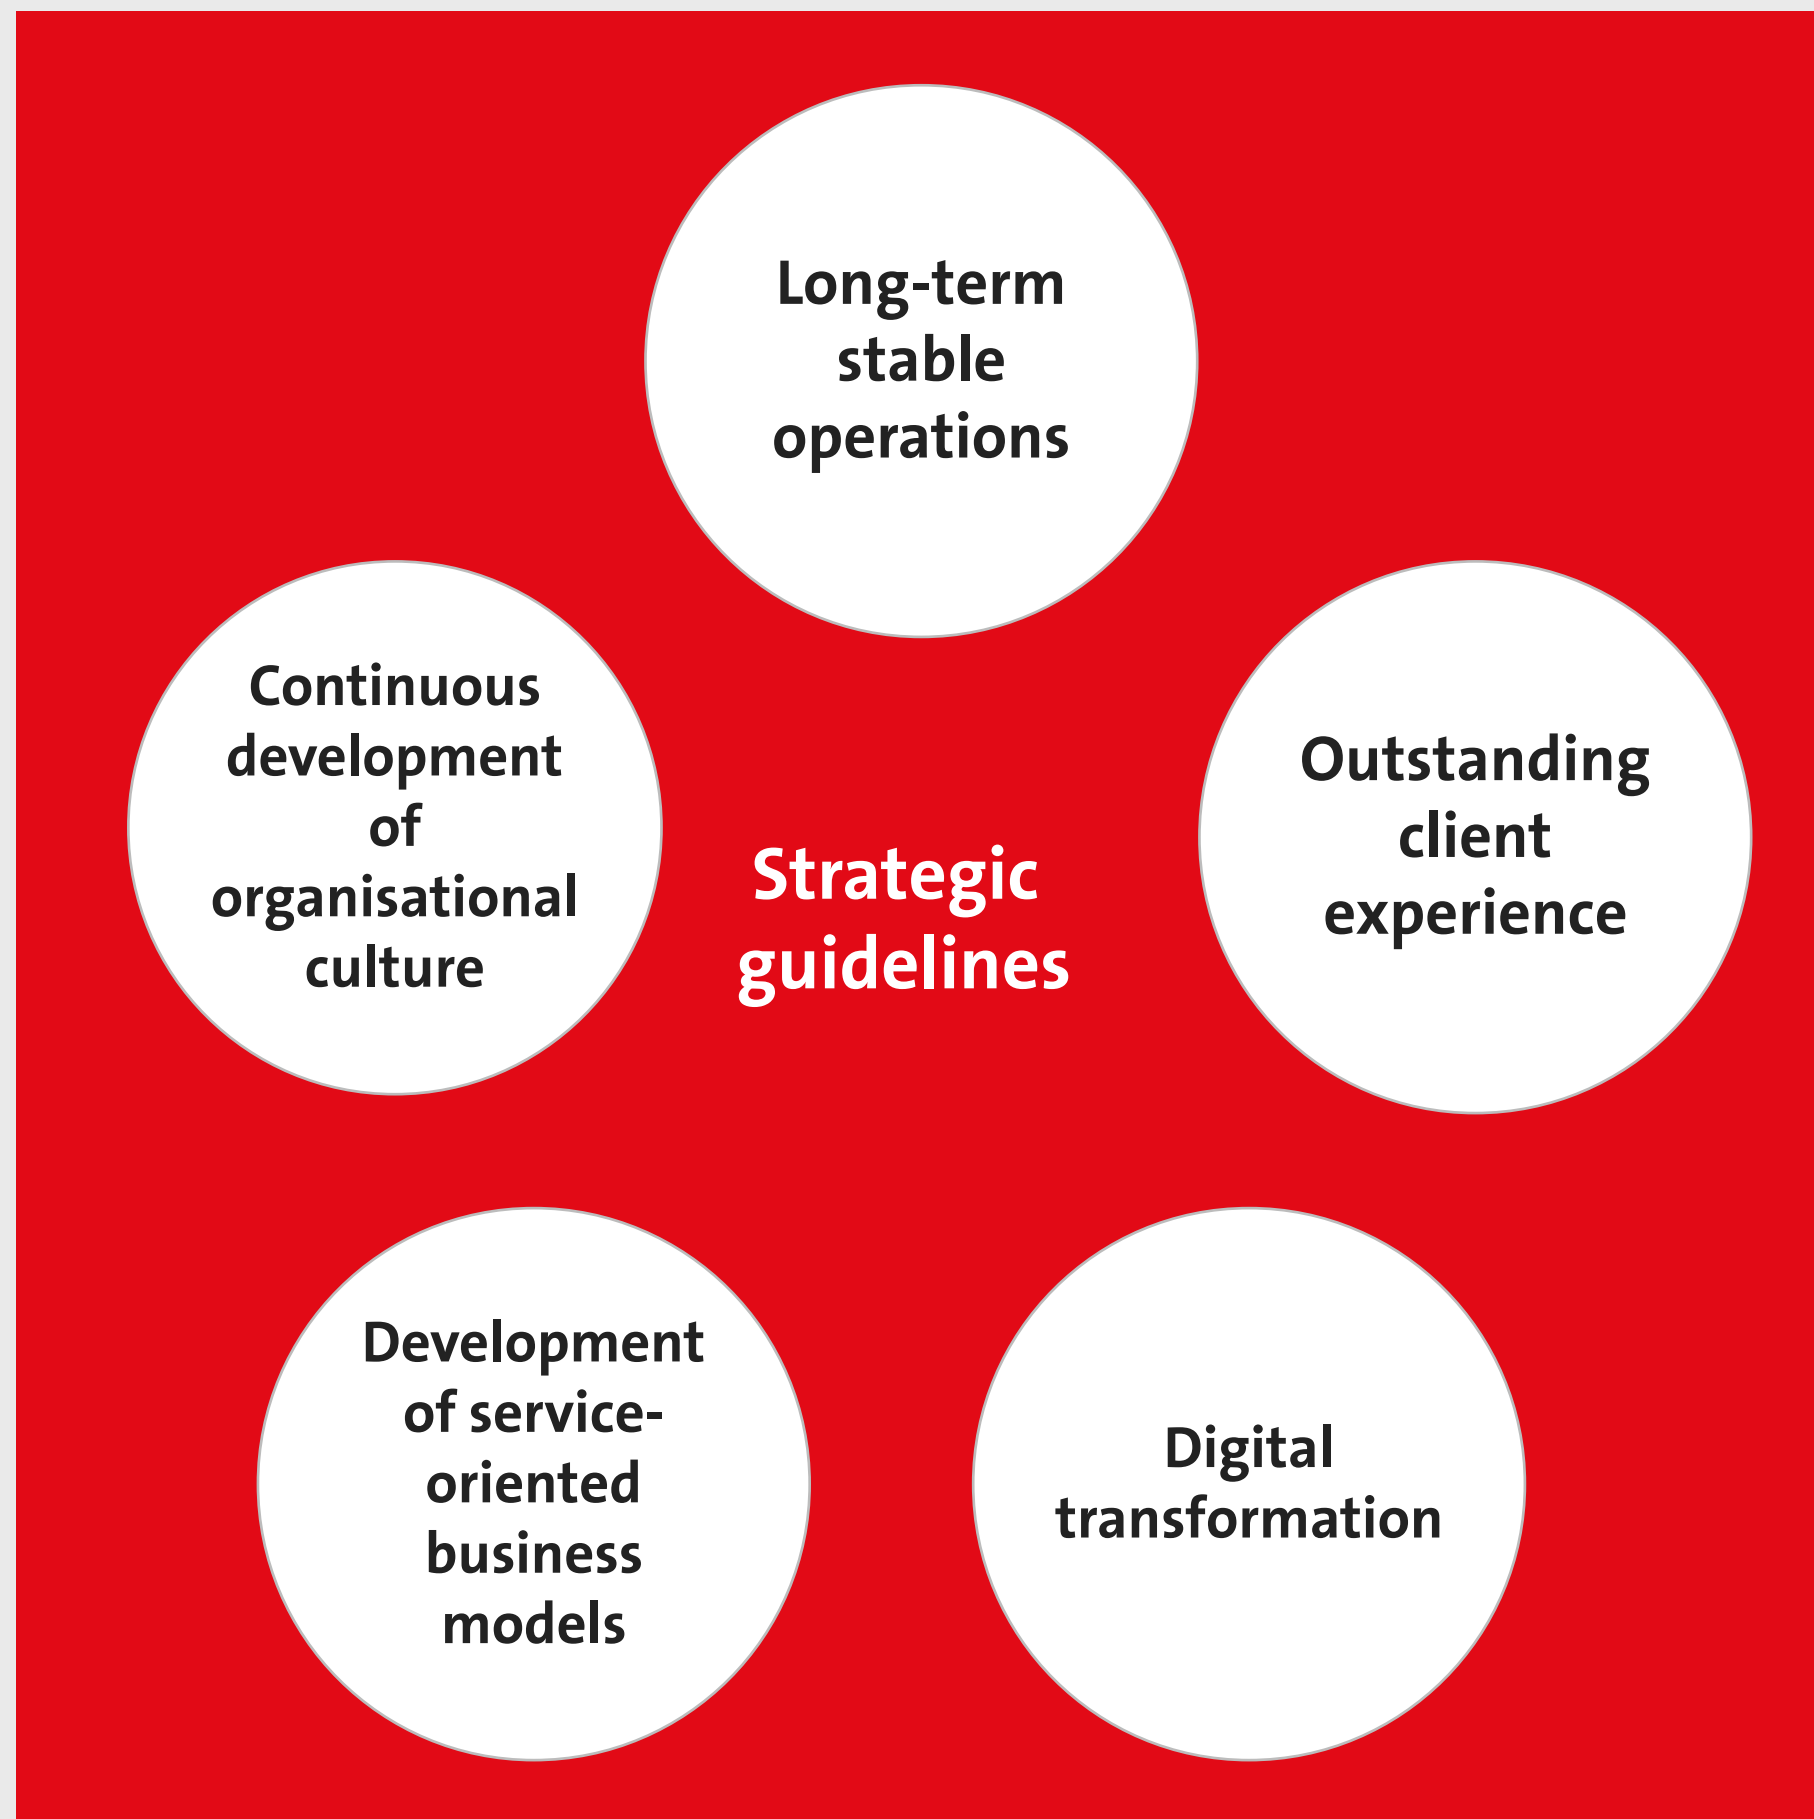 Long-term
stable
operations
Continuous
development
of
organisational
culture
Outstanding
client
experience
Strategic
guidelines
Development
of service-
oriented
business
models
Digital
transformation